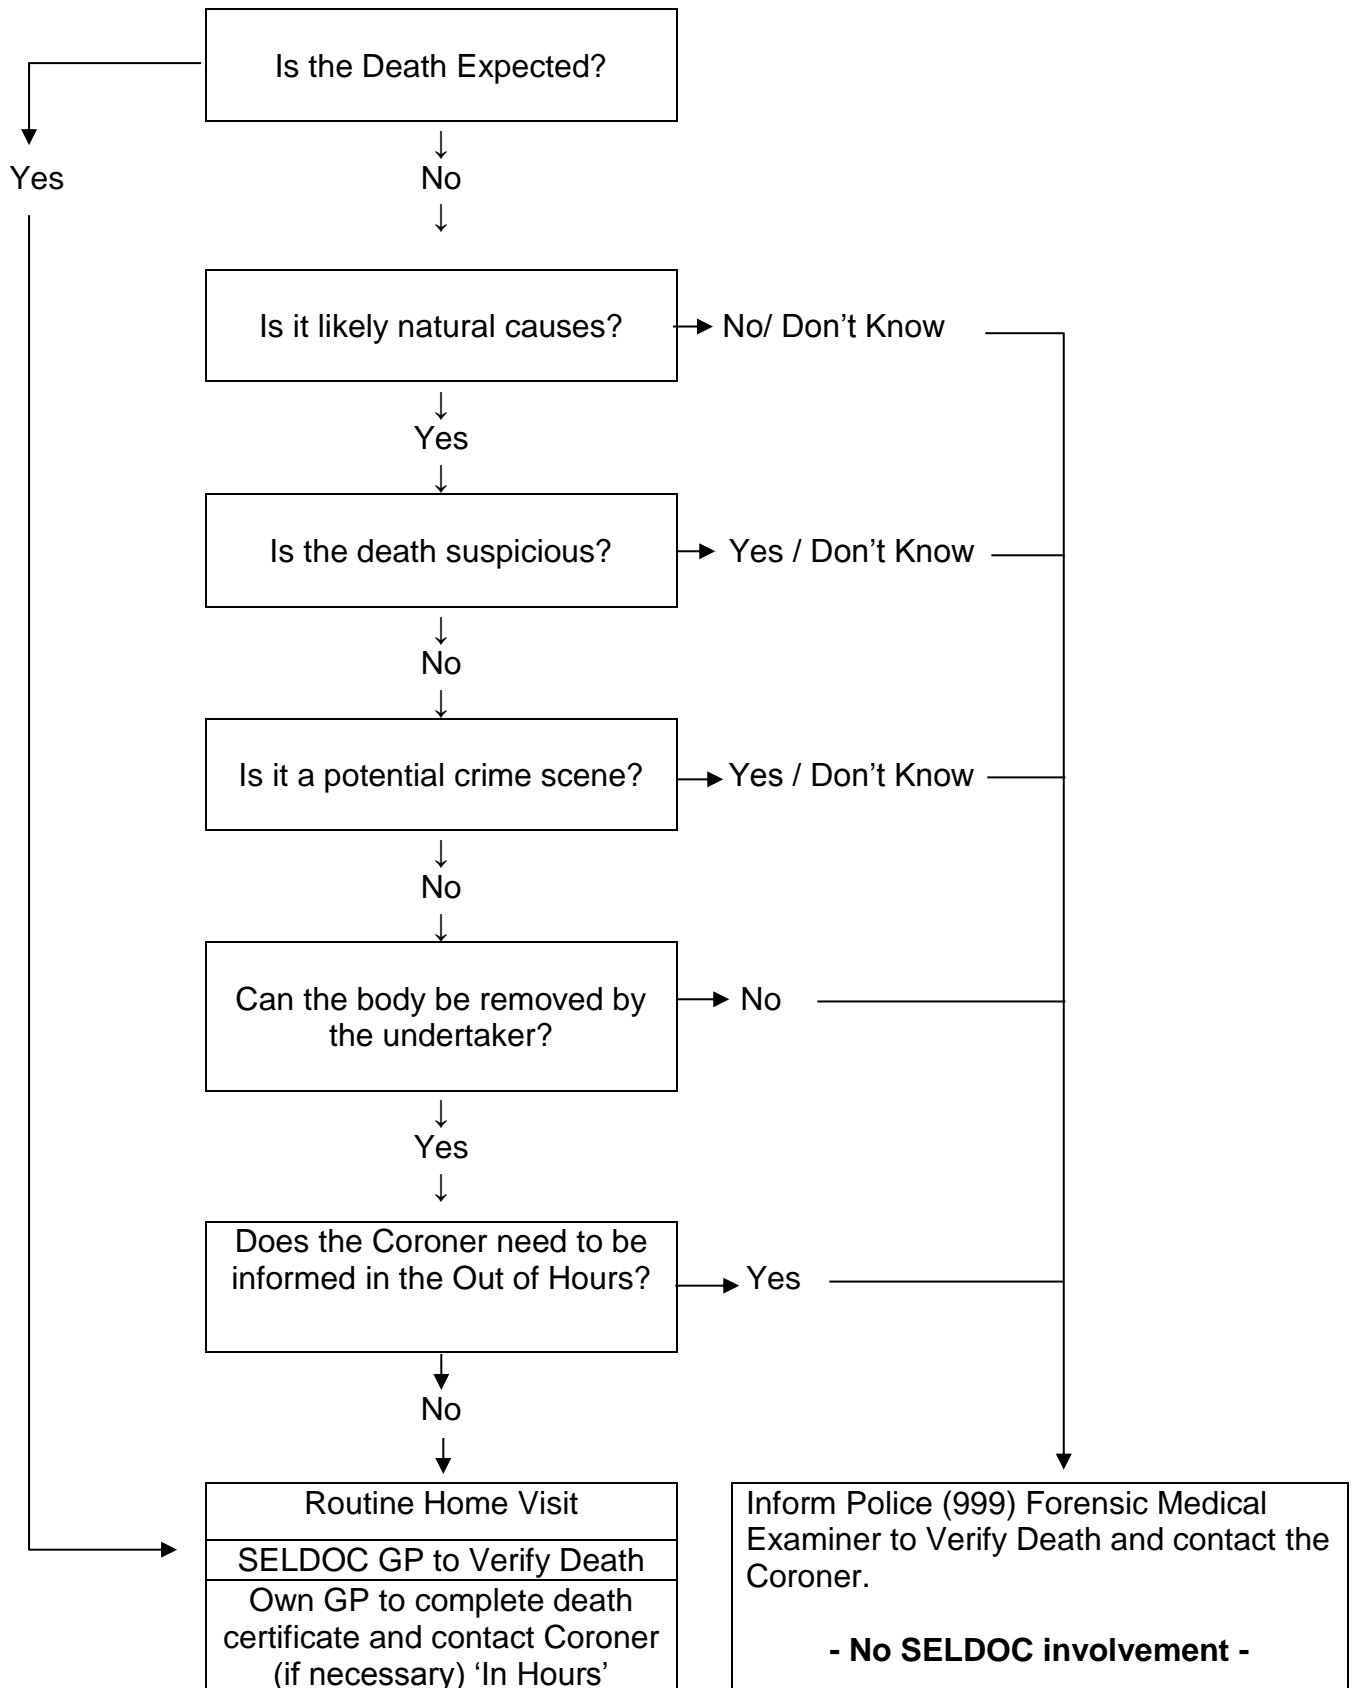 Is the Death Expected?
Yes
↓
No
↓
Is it likely natural causes?
No/ Don’t Know
↓
Yes
↓
Is the death suspicious?
Yes / Don’t Know
↓
No
↓
Is it a potential crime scene?
Yes / Don’t Know
↓
No
↓
Can the body be removed by
the undertaker?
No
↓
Yes
↓
Does the Coroner need to be
informed in the Out of Hours?
Yes
No
Routine Home Visit
SELDOC GP to Verify Death
Own GP to complete death
certificate and contact Coroner
(if necessary) ‘In Hours’
Inform Police (999) Forensic Medical
Examiner to Verify Death and contact the
Coroner.
- No SELDOC involvement -